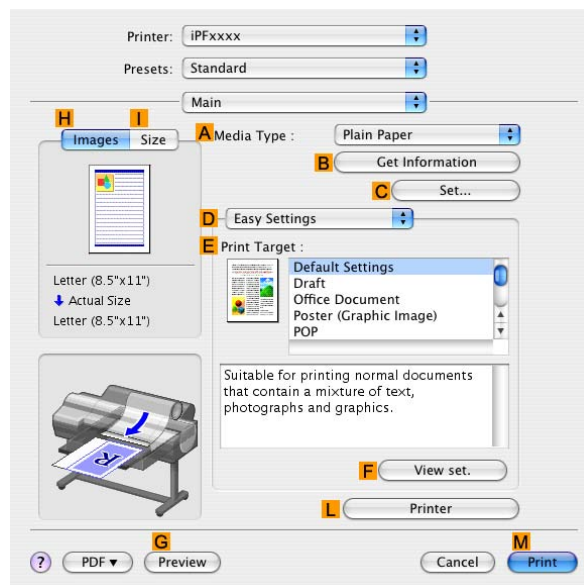 Printer: iPFxxxx
Presets: Standard
Main
H I
Images Size
A Media Type : Plain Paper
B Get Information
C Set...
D Easy Settings
E Print Target :
Default Settings
Draft
Office Document
Poster (Graphic Image)
POP
Letter (8.5"x11")
Actual Size
Letter (8.5"x11")
Suitable for printing normal documents
that contain a mixture of text,
photographs and graphics.
R
F View set.
L Printer
G M
? PDF▼ Preview Cancel Print